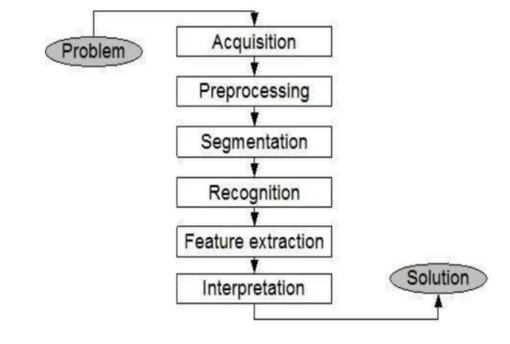 Problem
Acquisition
Preprocessing
Segmentation
Recognition
Feature extraction
Interpretation
Solution